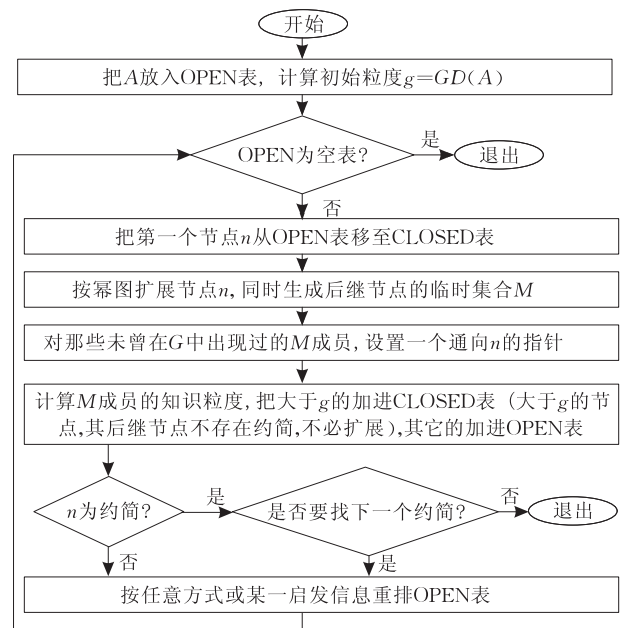 开始
把A放入OPEN表, 计算初始粒度g=GD(A)
OPEN为空表?
是
退出
否
把第一个节点n从OPEN表移至CLOSED表
按幂图扩展节点n,同时生成后继节点的临时集合M
对那些未曾在G中出现过的M成员,设置一个通向n的指针
计算M成员的知识粒度,把大于g的加进CLOSED表（大于g的节
点,其后继节点不存在约简,不必扩展）,其它的加进OPEN表
n为约简?
是
是否要找下一个约简?
否
退出
否
是
按任意方式或某一启发信息重排OPEN表